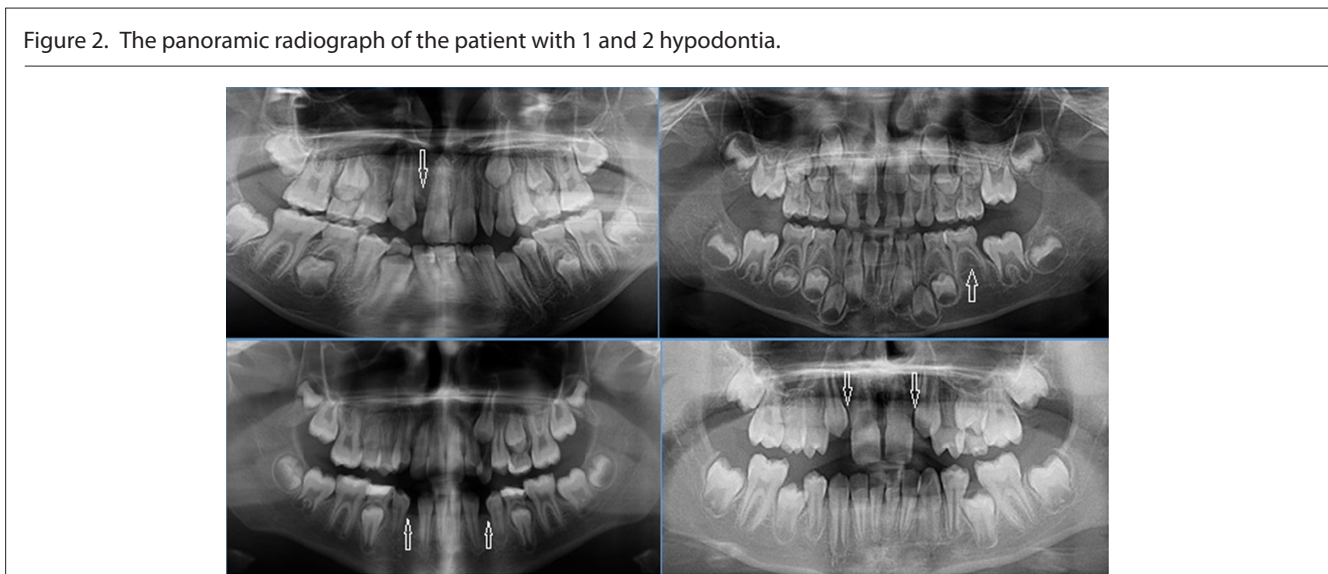 Figure 2. The panoramic radiograph of the patient with 1 and 2 hypodontia.